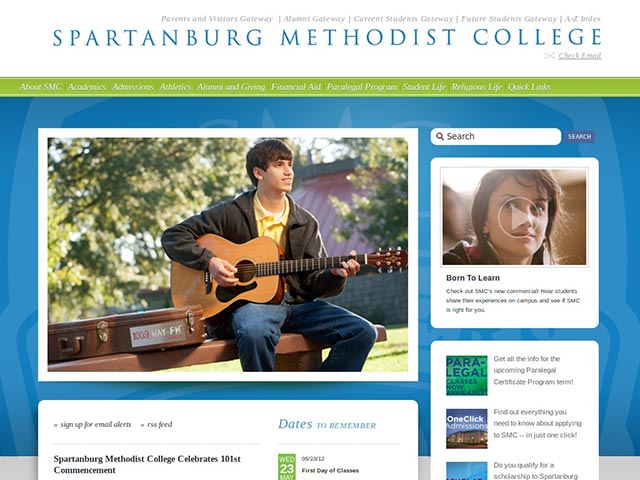 Parents and Visitors Gateway | Alumni Gateway | Current Students Gateway | Future Students Gateway | A-Z Index
SPARTANBURG METHODIST COLLEGE
Check Email
About SMC Academics Admissions Athletics Alumni and Giving Financial Aid Paralegal Program Student Life Religious Life Quick Links
Search
SEARCH
100.9 WAY-FM
Born To Learn
Check out SMC's new commercial! Hear students
share their experiences on campus and see if SMC
is right for you.
PARA-
LEGAL
CLASSES
NOW
AVAILABLE!
Get all the info for the
upcoming Paralegal
Certificate Program term!
OneClick
Admissions
Find out everything you
need to know about applying
to SMC -- in just one click!
Do you qualify for a
scholarship to Spartanburg
» sign up for email alerts » rss feed
Spartanburg Methodist College Celebrates 101st
Commencement
Dates TO REMEMBER
WED
23
MAY
05/23/12
First Day of Classes